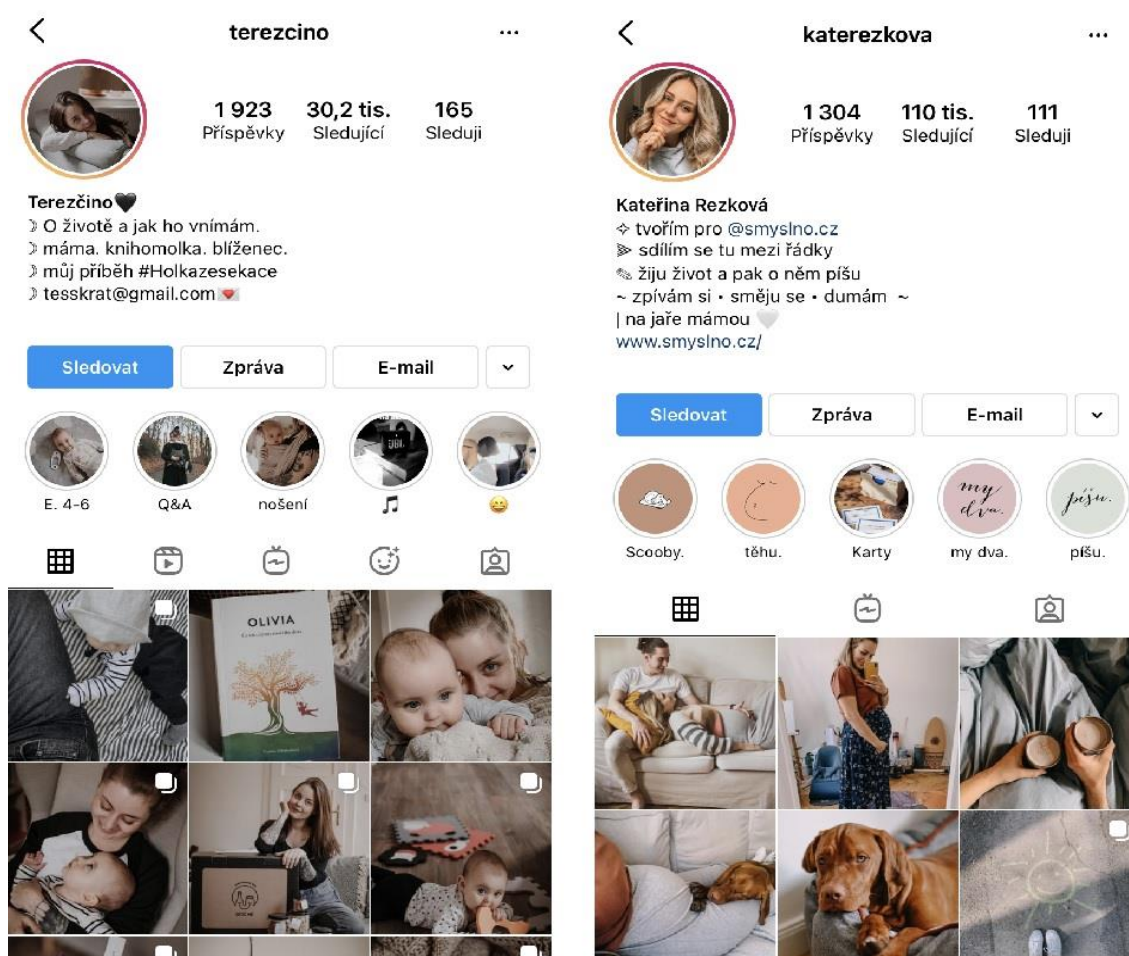 terezcino
1 923 30,2 tis. 165
Příspěvky Sledující Sleduji
Terezčino🖤
☽ O životě a jak ho vnímám.
☽ máma. knihomolka. blíženec.
☽ můj příběh #Holkazesekace
☽ tesskrat@gmail.com💌
Sledovat Zpráva E-mail
E. 4-6 Q&A nošení 🎵 😄
OLIVIA
katerezkova
1 304 110 tis. 111
Příspěvky Sledující Sleduji
Kateřina Rezková
✧ tvořím pro @smyslno.cz
⫸ sdílím se tu mezi řádky
✎ žiju život a pak o něm píšu
~ zpívám si • směju se • dumám ~
| na jaře mámou 🤍
www.smyslno.cz/
Sledovat Zpráva E-mail
my dva. píšu.
Scooby. těhu. Karty my dva. píšu.